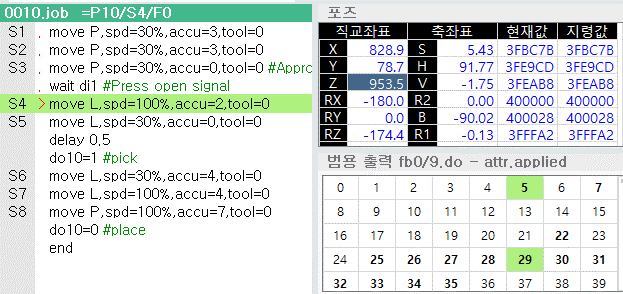 0010.job =P10/S4/F0
S1 . move P,spd=30%,accu=3,tool=0
S2 . move P,spd=30%,accu=3,tool=0
S3 . move P,spd=30%,accu=0,tool=0 #Appro
. wait di1 #Press open signal
S4 >move L,spd=100%,accu=2,tool=0
S5 move L,spd=30%,accu=0,tool=0
delay 0.5
do10=1 #pick
S6 move L,spd=30%,accu=4,tool=0
S7 move L,spd=100%,accu=4,tool=0
S8 move P,spd=100%,accu=7,tool=0
do10=0 #place
end
포즈
직교좌표 축좌표 현재값 지령값
X 828.9 S 5.43 3FBC7B 3FBC7B
Y 78.7 H 91.77 3FE9CD 3FE9CD
Z 953.5 V -1.75 3FEAB8 3FEAB8
RX -180.0 R2 0.00 400000 400000
RY 0.0 B -90.02 400028 400028
RZ -174.4 R1 -0.13 3FFFA2 3FFFA2
범용 출력 fb0/9.do - attr.applied
0 1 2 3 4 5 6 7
8 9 10 11 12 13 14 15
16 17 18 19 20 21 22 23
24 25 26 27 28 29 30 31
32 33 34 35 36 37 38 39